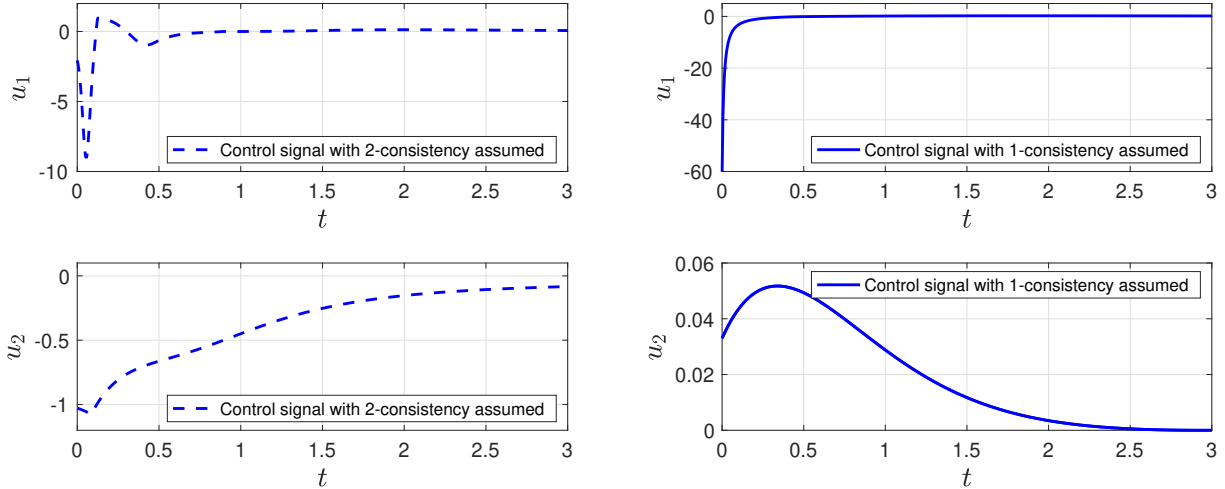 0
-5
-10
u1
Control signal with 2-consistency assumed
0 0.5 1 1.5 2 2.5 3
t
0
-20
-40
-60
u1
Control signal with 1-consistency assumed
0 0.5 1 1.5 2 2.5 3
t
0
-0.5
-1
u2
Control signal with 2-consistency assumed
0 0.5 1 1.5 2 2.5 3
t
0.06
0.04
0.02
0
u2
Control signal with 1-consistency assumed
0 0.5 1 1.5 2 2.5 3
t